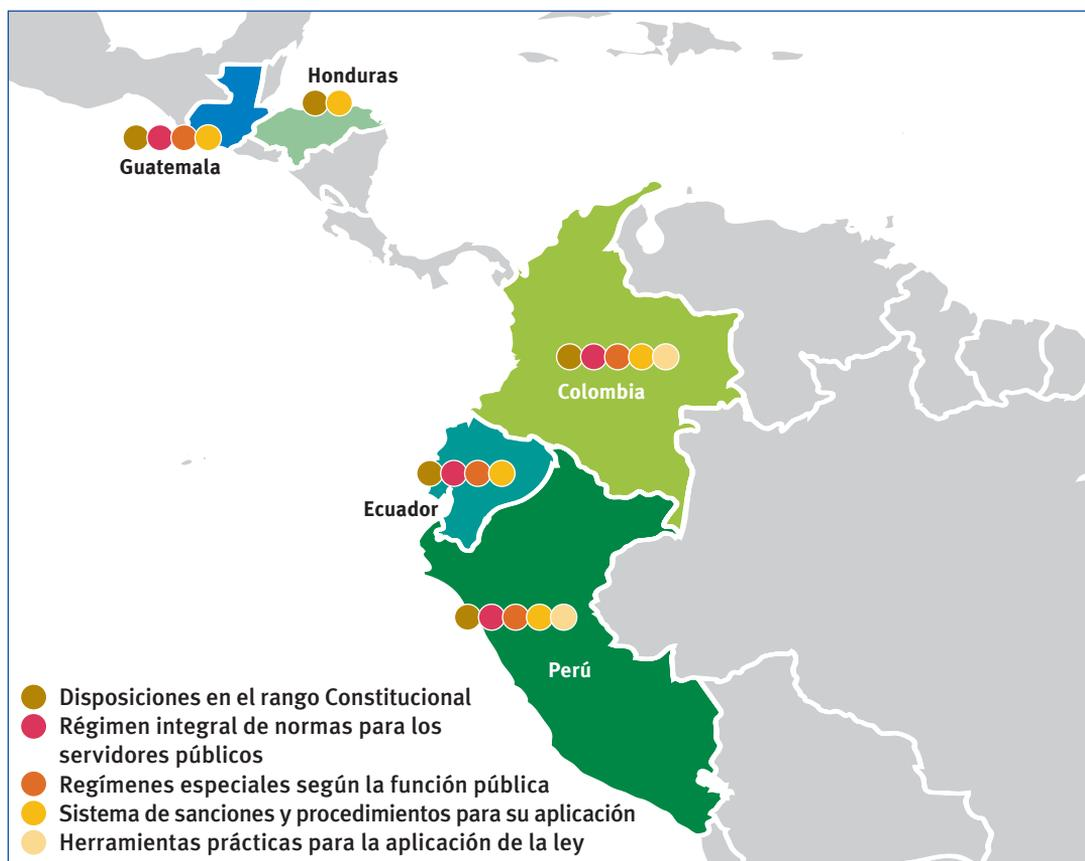 Honduras
Guatemala
Colombia
Ecuador
Perú
Disposiciones en el rango Constitucional
Régimen integral de normas para los
servidores públicos
Regímenes especiales según la función pública
Sistema de sanciones y procedimientos para su aplicación
Herramientas prácticas para la aplicación de la ley